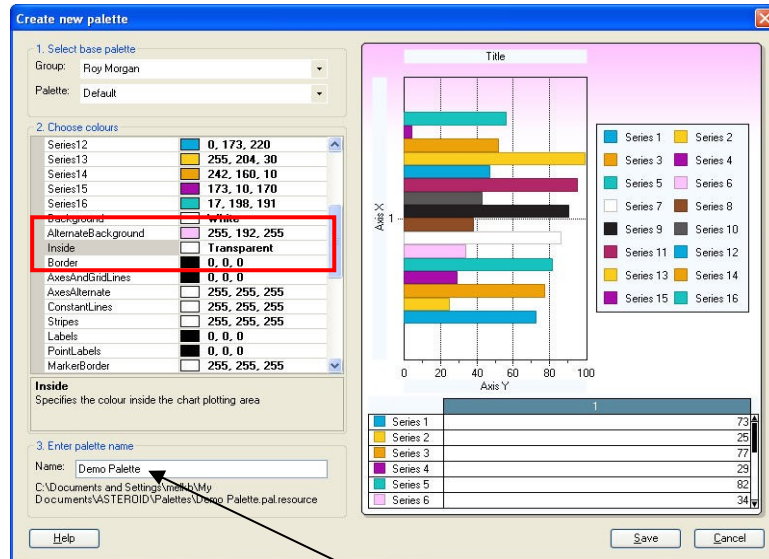 Create new palette
1. Select base palette
Group: Roy Morgan
Palette: Default
2. Choose colours
Series12 0, 173, 220
Series13 255, 204, 30
Series14 242, 160, 10
Series15 173, 10, 170
Series16 17, 198, 191
Background White
AlternateBackground 255, 192, 255
Inside Transparent
Border 0, 0, 0
AxesAndGridLines 0, 0, 0
AxesAlternate 255, 255, 255
ConstantLines 255, 255, 255
Stripes 255, 255, 255
Labels 0, 0, 0
PointLabels 0, 0, 0
MarkerBorder 255, 255, 255
Inside
Specifies the colour inside the chart plotting area
3. Enter palette name
Name: Demo Palette
C:\Documents and Settings\ \My
Documents\ASTEROID\Palettes\Demo Palette.pal.resource
Help
Title
Axis X
1
0 20 40 60 80 100
Axis Y
Series 1 Series 2
Series 3 Series 4
Series 5 Series 6
Series 7 Series 8
Series 9 Series 10
Series 11 Series 12
Series 13 Series 14
Series 15 Series 16
1
Series 1 73
Series 2 25
Series 3 77
Series 4 29
Series 5 82
Series 6 34
Save Cancel